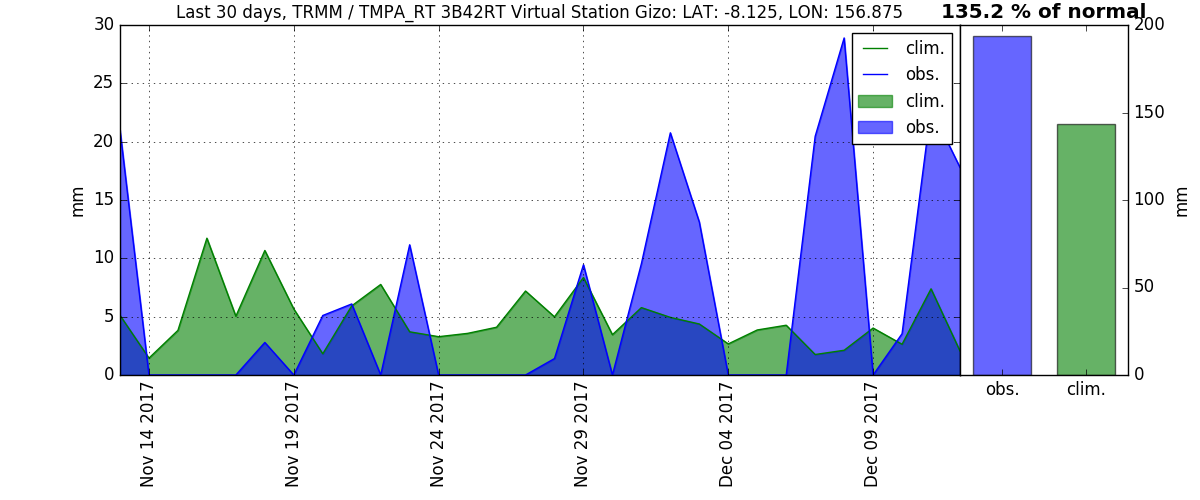 Last 30 days, TRMM / TMPA_RT 3B42RT Virtual Station Gizo: LAT: -8.125, LON: 156.875
135.2 % of normal
30
25
20
15
10
5
0
mm
clim.
obs.
clim.
obs.
200
150
100
50
0
mm
Nov 14 2017
Nov 19 2017
Nov 24 2017
Nov 29 2017
Dec 04 2017
Dec 09 2017
obs.
clim.